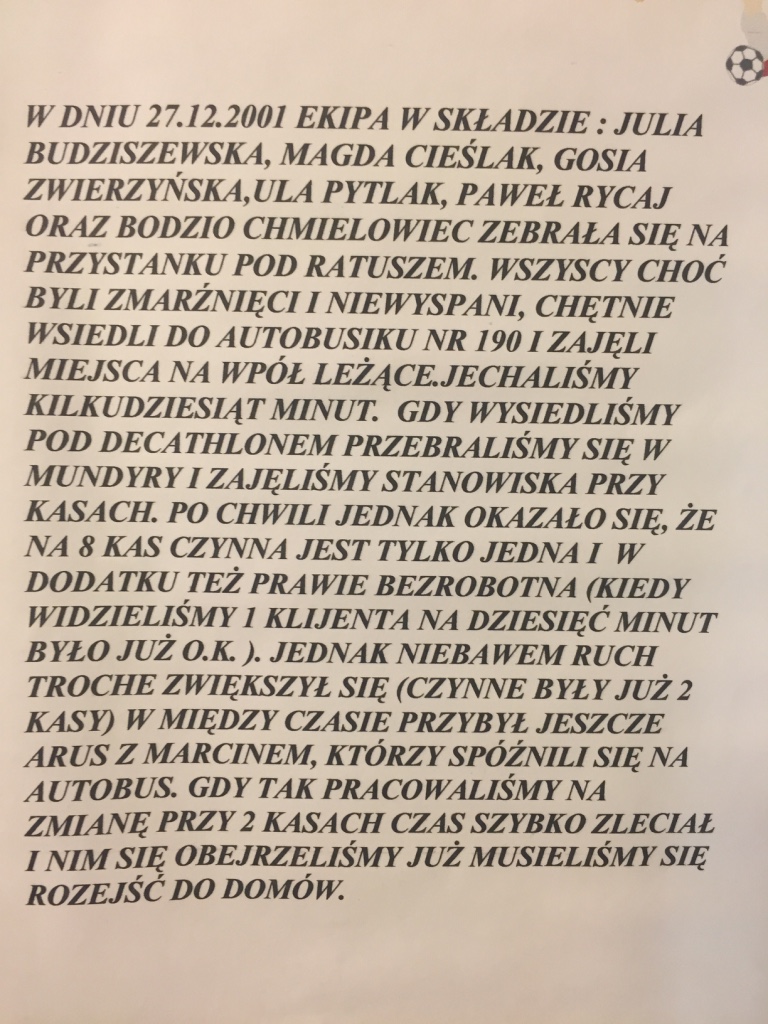 W DNIU 27.12.2001 EKIPA W SKŁADZIE : JULIA
BUDZISZEWSKA, MAGDA CIEŚLAK, GOSIA
ZWIERZYŃSKA,ULA PYTLAK, PAWEŁ RYCAJ
ORAZ BODZIO CHMIELOWIEC ZEBRAŁA SIĘ NA
PRZYSTANKU POD RATUSZEM. WSZYSCY CHOĆ
BYLI ZMARŹNIĘCI I NIEWYSPANI, CHĘTNIE
WSIEDLI DO AUTOBUSIKU NR 190 I ZAJĘLI
MIEJSCA NA WPÓŁ LEŻĄCE.JECHALIŚMY
KILKUDZIESIĄT MINUT.  GDY WYSIEDLIŚMY
POD DECATHLONEM PRZEBRALIŚMY SIĘ W
MUNDYRY I ZAJĘLIŚMY STANOWISKA PRZY
KASACH. PO CHWILI JEDNAK OKAZAŁO SIĘ, ŻE
NA 8 KAS CZYNNA JEST TYLKO JEDNA I  W
DODATKU TEŻ PRAWIE BEZROBOTNA (KIEDY
WIDZIELIŚMY 1 KLIJENTA NA DZIESIĘĆ MINUT
BYŁO JUŻ O.K. ). JEDNAK NIEBAWEM RUCH
TROCHE ZWIĘKSZYŁ SIĘ (CZYNNE BYŁY JUŻ 2
KASY) W MIĘDZY CZASIE PRZYBYŁ JESZCZE
ARUS Z MARCINEM, KTÓRZY SPÓŹNILI SIĘ NA
AUTOBUS. GDY TAK PRACOWALIŚMY NA
ZMIANĘ PRZY 2 KASACH CZAS SZYBKO ZLECIAŁ
I NIM SIĘ OBEJRZELIŚMY JUŻ MUSIELIŚMY SIĘ
ROZEJŚĆ DO DOMÓW.